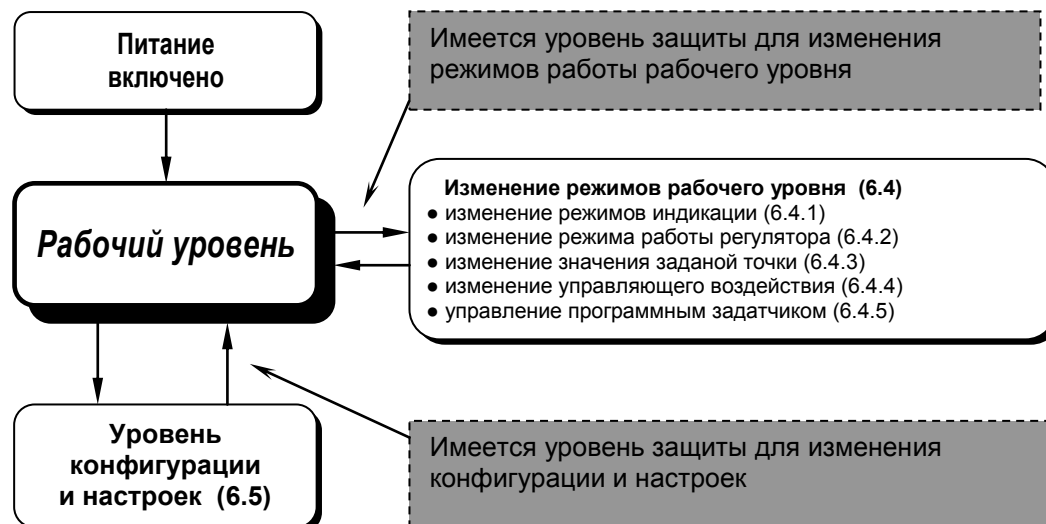 Питание
включено
Имеется уровень защиты для изменения
режимов работы рабочего уровня
Рабочий уровень
Изменение режимов рабочего уровня (6.4)
● изменение режимов индикации (6.4.1)
● изменение режима работы регулятора (6.4.2)
● изменение значения заданой точки (6.4.3)
● изменение управляющего воздействия (6.4.4)
● управление программным задатчиком (6.4.5)
Уровень
конфигурации
и настроек (6.5)
Имеется уровень защиты для изменения
конфигурации и настроек